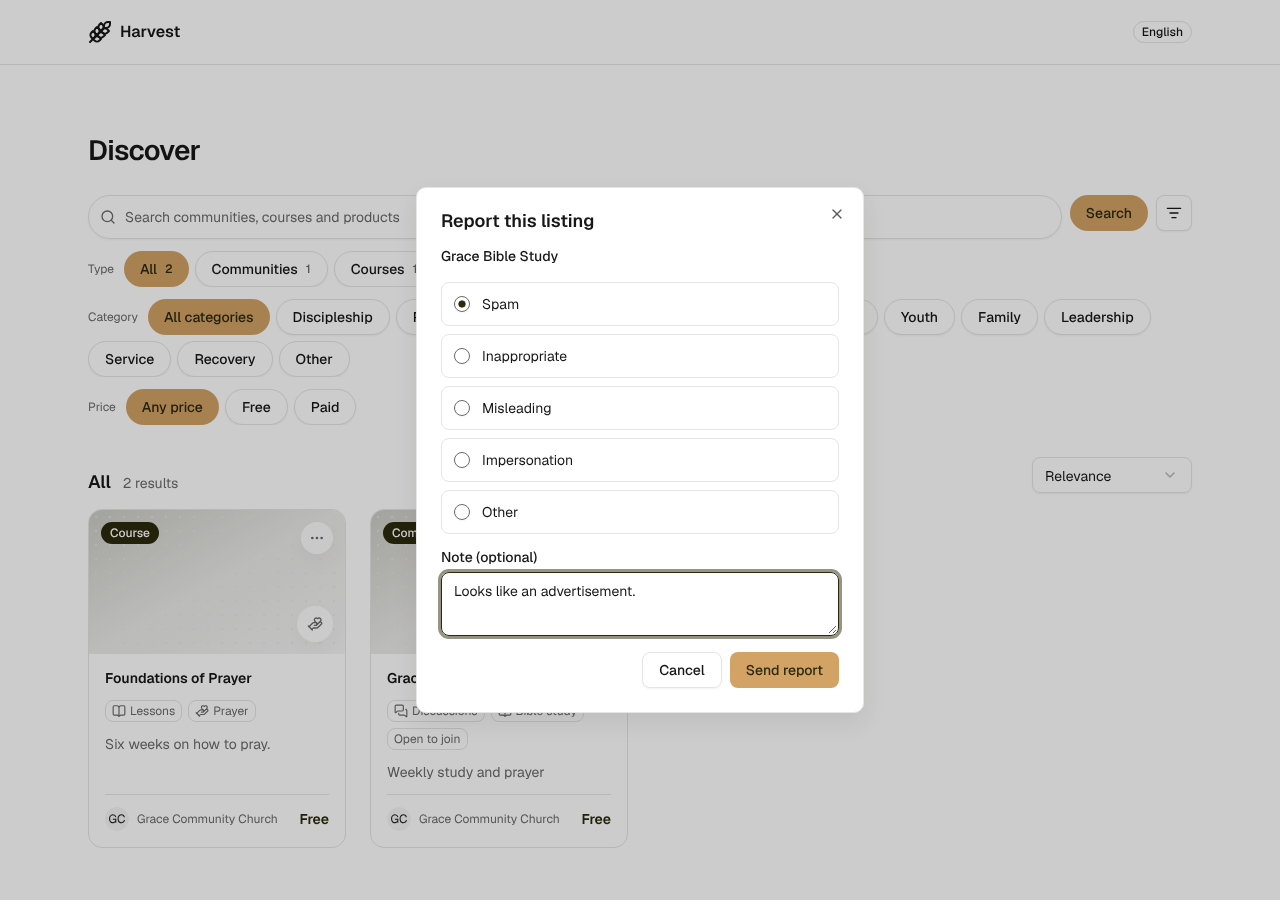 Harvest
English
Discover
Search communities, courses and products
Search
Type
All 2
Communities 1
Courses
Category
All categories
Discipleship
Youth
Family
Leadership
Service
Recovery
Other
Price
Any price
Free
Paid
All 2 results
Relevance
Report this listing
Grace Bible Study
Spam
Inappropriate
Misleading
Impersonation
Other
Note (optional)
Looks like an advertisement.
Cancel
Send report
Course
Foundations of Prayer
Lessons
Prayer
Six weeks on how to pray.
GC Grace Community Church Free
Discussions
Bible study
Open to join
Weekly study and prayer
GC Grace Community Church Free